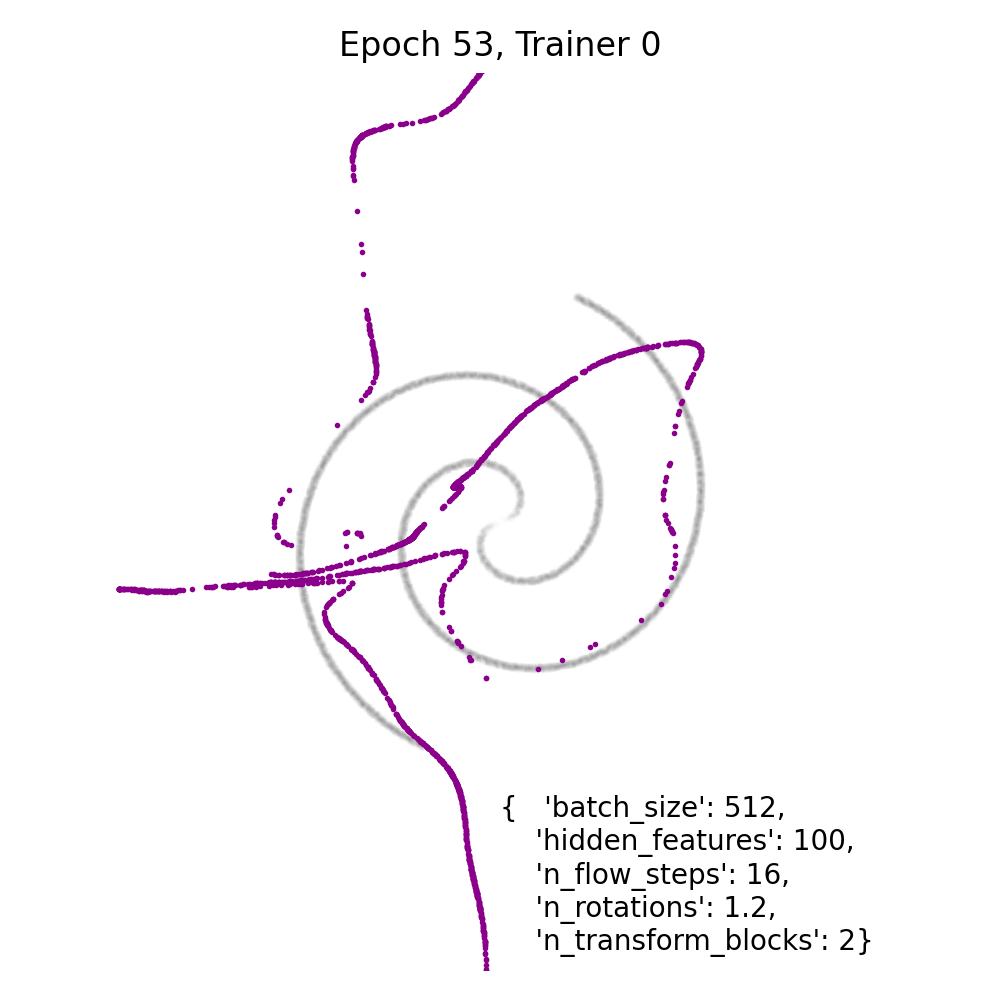 Epoch 53, Trainer 0
{   'batch_size': 512,
'hidden_features': 100,
'n_flow_steps': 16,
'n_rotations': 1.2,
'n_transform_blocks': 2}